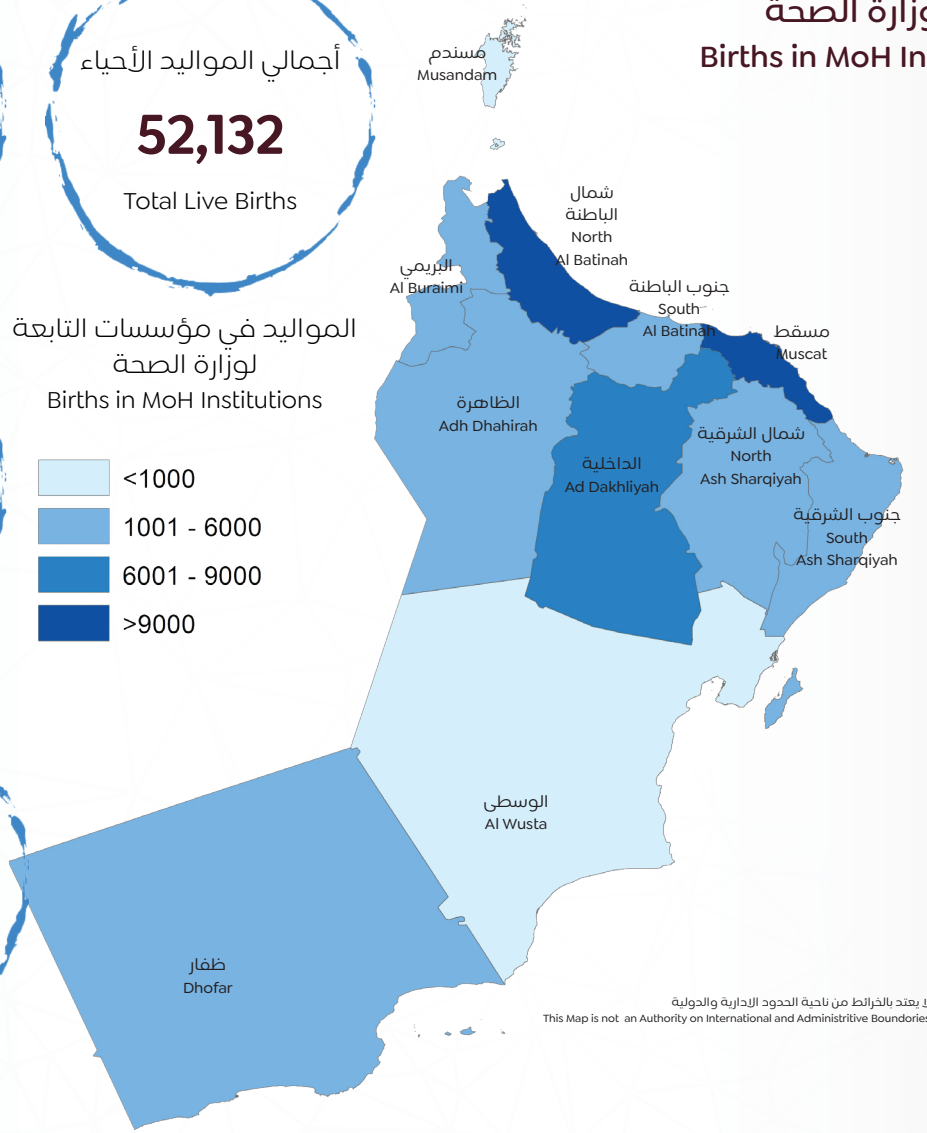 وزارة الصحة
Births in MoH In
أجمالي المواليد الأحياء
52,132
Total Live Births
مسندم
Musandam
شمال
الباطنة
North
Al Batinah
البريمي
Al Buraimi
جنوب الباطنة
South
Al Batinah
مسقط
Muscat
المواليد في مؤسسات التابعة
لوزارة الصحة
Births in MoH Institutions
<1000
1001 - 6000
6001 - 9000
>9000
الظاهرة
Adh Dhahirah
الداخلية
Ad Dakhliyah
شمال الشرقية
North
Ash Sharqiyah
جنوب الشرقية
South
Ash Sharqiyah
الوسطى
Al Wusta
ظفار
Dhofar
لا يعتد بالخرائط من ناحية الحدود الادارية والدولية
This Map is not an Authority on International and Administritive Boundories